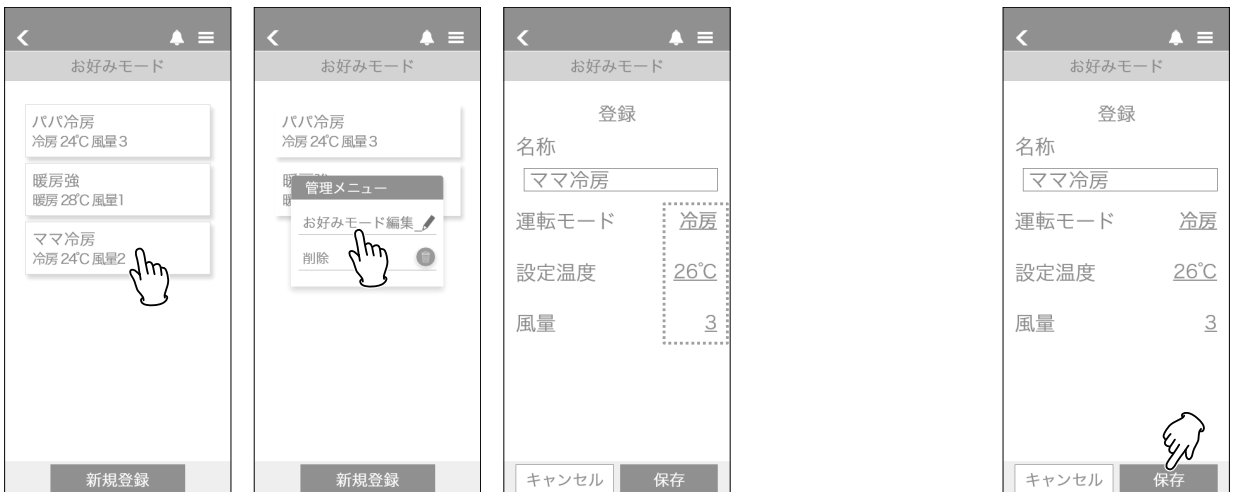 お好みモード
パパ冷房
冷房 24℃ 風量3
暖房強
暖房 28℃ 風量1
ママ冷房
冷房 24℃ 風量2
新規登録
お好みモード
パパ冷房
冷房 24℃ 風量3
管理メニュー
お好みモード編集
削除
新規登録
お好みモード
登録
名称
ママ冷房
運転モード 冷房
設定温度 26℃
風量 3
キャンセル 保存
お好みモード
登録
名称
ママ冷房
運転モード 冷房
設定温度 26℃
風量 3
キャンセル 保存